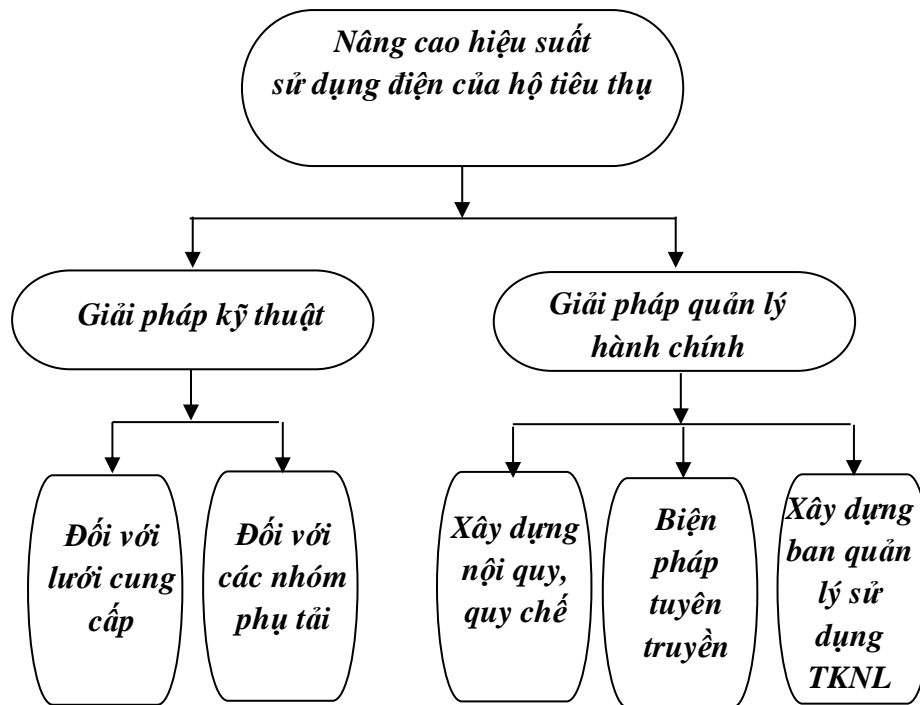 Nâng cao hiệu suất
sử dụng điện của hộ tiêu thụ
Giải pháp kỹ thuật
Giải pháp quản lý
hành chính
Đối với
lưới cung
cấp
Đối với
các nhóm
phụ tải
Xây dựng
nội quy,
quy chế
Biện
pháp
tuyên
truyền
Xây dựng
ban quản
lý sử
dụng
TKNL